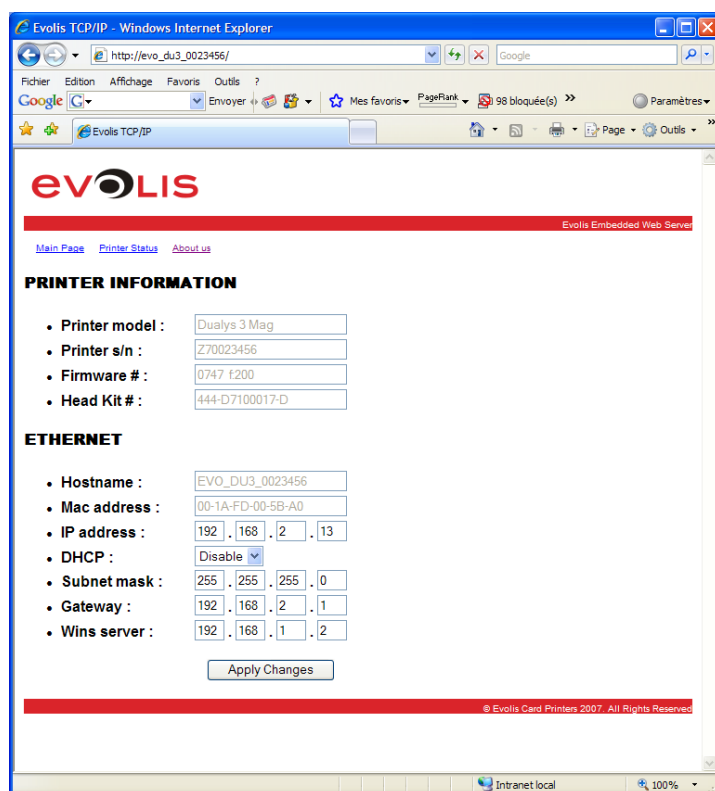 Evolis TCP/IP - Windows Internet Explorer
http://evo_du3_0023456/
Google
Fichier Edition Affichage Favoris Outils ?
Google G Envoyer Mes favoris PageRank 98 bloquée(s) » Paramètres
Evolis TCP/IP Page Outils »
evolis
Evolis Embedded Web Server
Main Page Printer Status About us
PRINTER INFORMATION
• Printer model : Dualys 3 Mag
• Printer s/n : Z70023456
• Firmware # : 0747 f:200
• Head Kit # : 444-D7100017-D
ETHERNET
• Hostname : EVO_DU3_0023456
• Mac address : 00-1A-FD-00-5B-A0
• IP address : 192 . 168 . 2 . 13
• DHCP : Disable
• Subnet mask : 255 . 255 . 255 . 0
• Gateway : 192 . 168 . 2 . 1
• Wins server : 192 . 168 . 1 . 2
Apply Changes
© Evolis Card Printers 2007. All Rights Reserved
Intranet local 100%